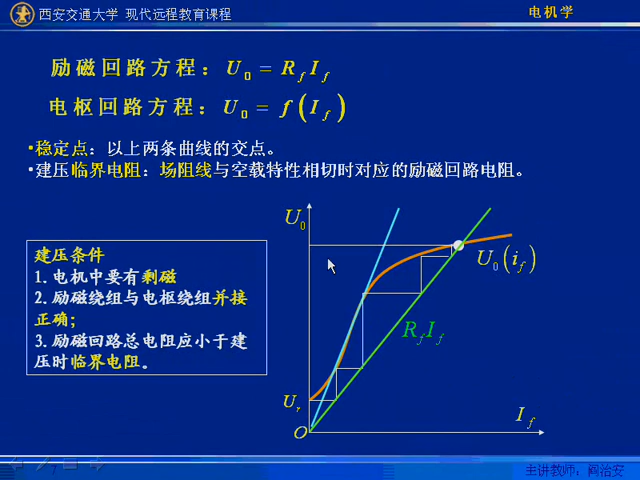 西安交通大学 现代远程教育课程
电机学
励磁回路方程：U₀ = R_f I_f
电枢回路方程：U₀ = f(I_f)
•稳定点：以上两条曲线的交点。
•建压临界电阻：场阻线与空载特性相切时对应的励磁回路电阻。
建压条件
1. 电机中要有剩磁
2. 励磁绕组与电枢绕组并接
正确；
3. 励磁回路总电阻应小于建
压时临界电阻。
U₀
U₀(i_f)
R_f I_f
U_r
I_f
O
主讲教师：阎治安